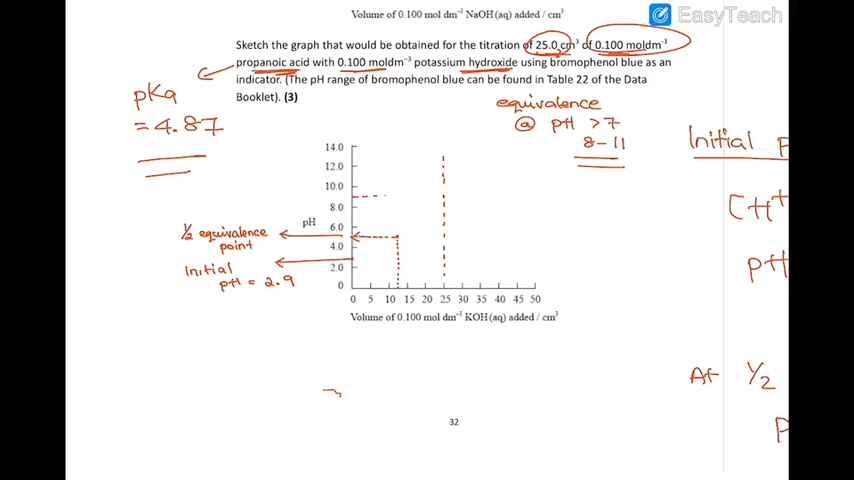 Volume of 0.100 mol dm⁻³ NaOH(aq) added / cm³
EasyTeach
Sketch the graph that would be obtained for the titration of 25.0 cm³ of 0.100 moldm⁻³
propanoic acid with 0.100 moldm⁻³ potassium hydroxide using bromophenol blue as an
indicator. (The pH range of bromophenol blue can be found in Table 22 of the Data
Booklet). (3)
pKa
= 4.87
equivalence
@ pH >7
8-11
Initial p
[H+
pH
14.0
12.0
10.0
8.0
pH
6.0
4.0
2.0
0
1/2 equivalence
point
Initial
pH = 2.9
0 5 10 15 20 25 30 35 40 45 50
Volume of 0.100 mol dm⁻³ KOH(aq) added / cm³
At 1/2
P
32